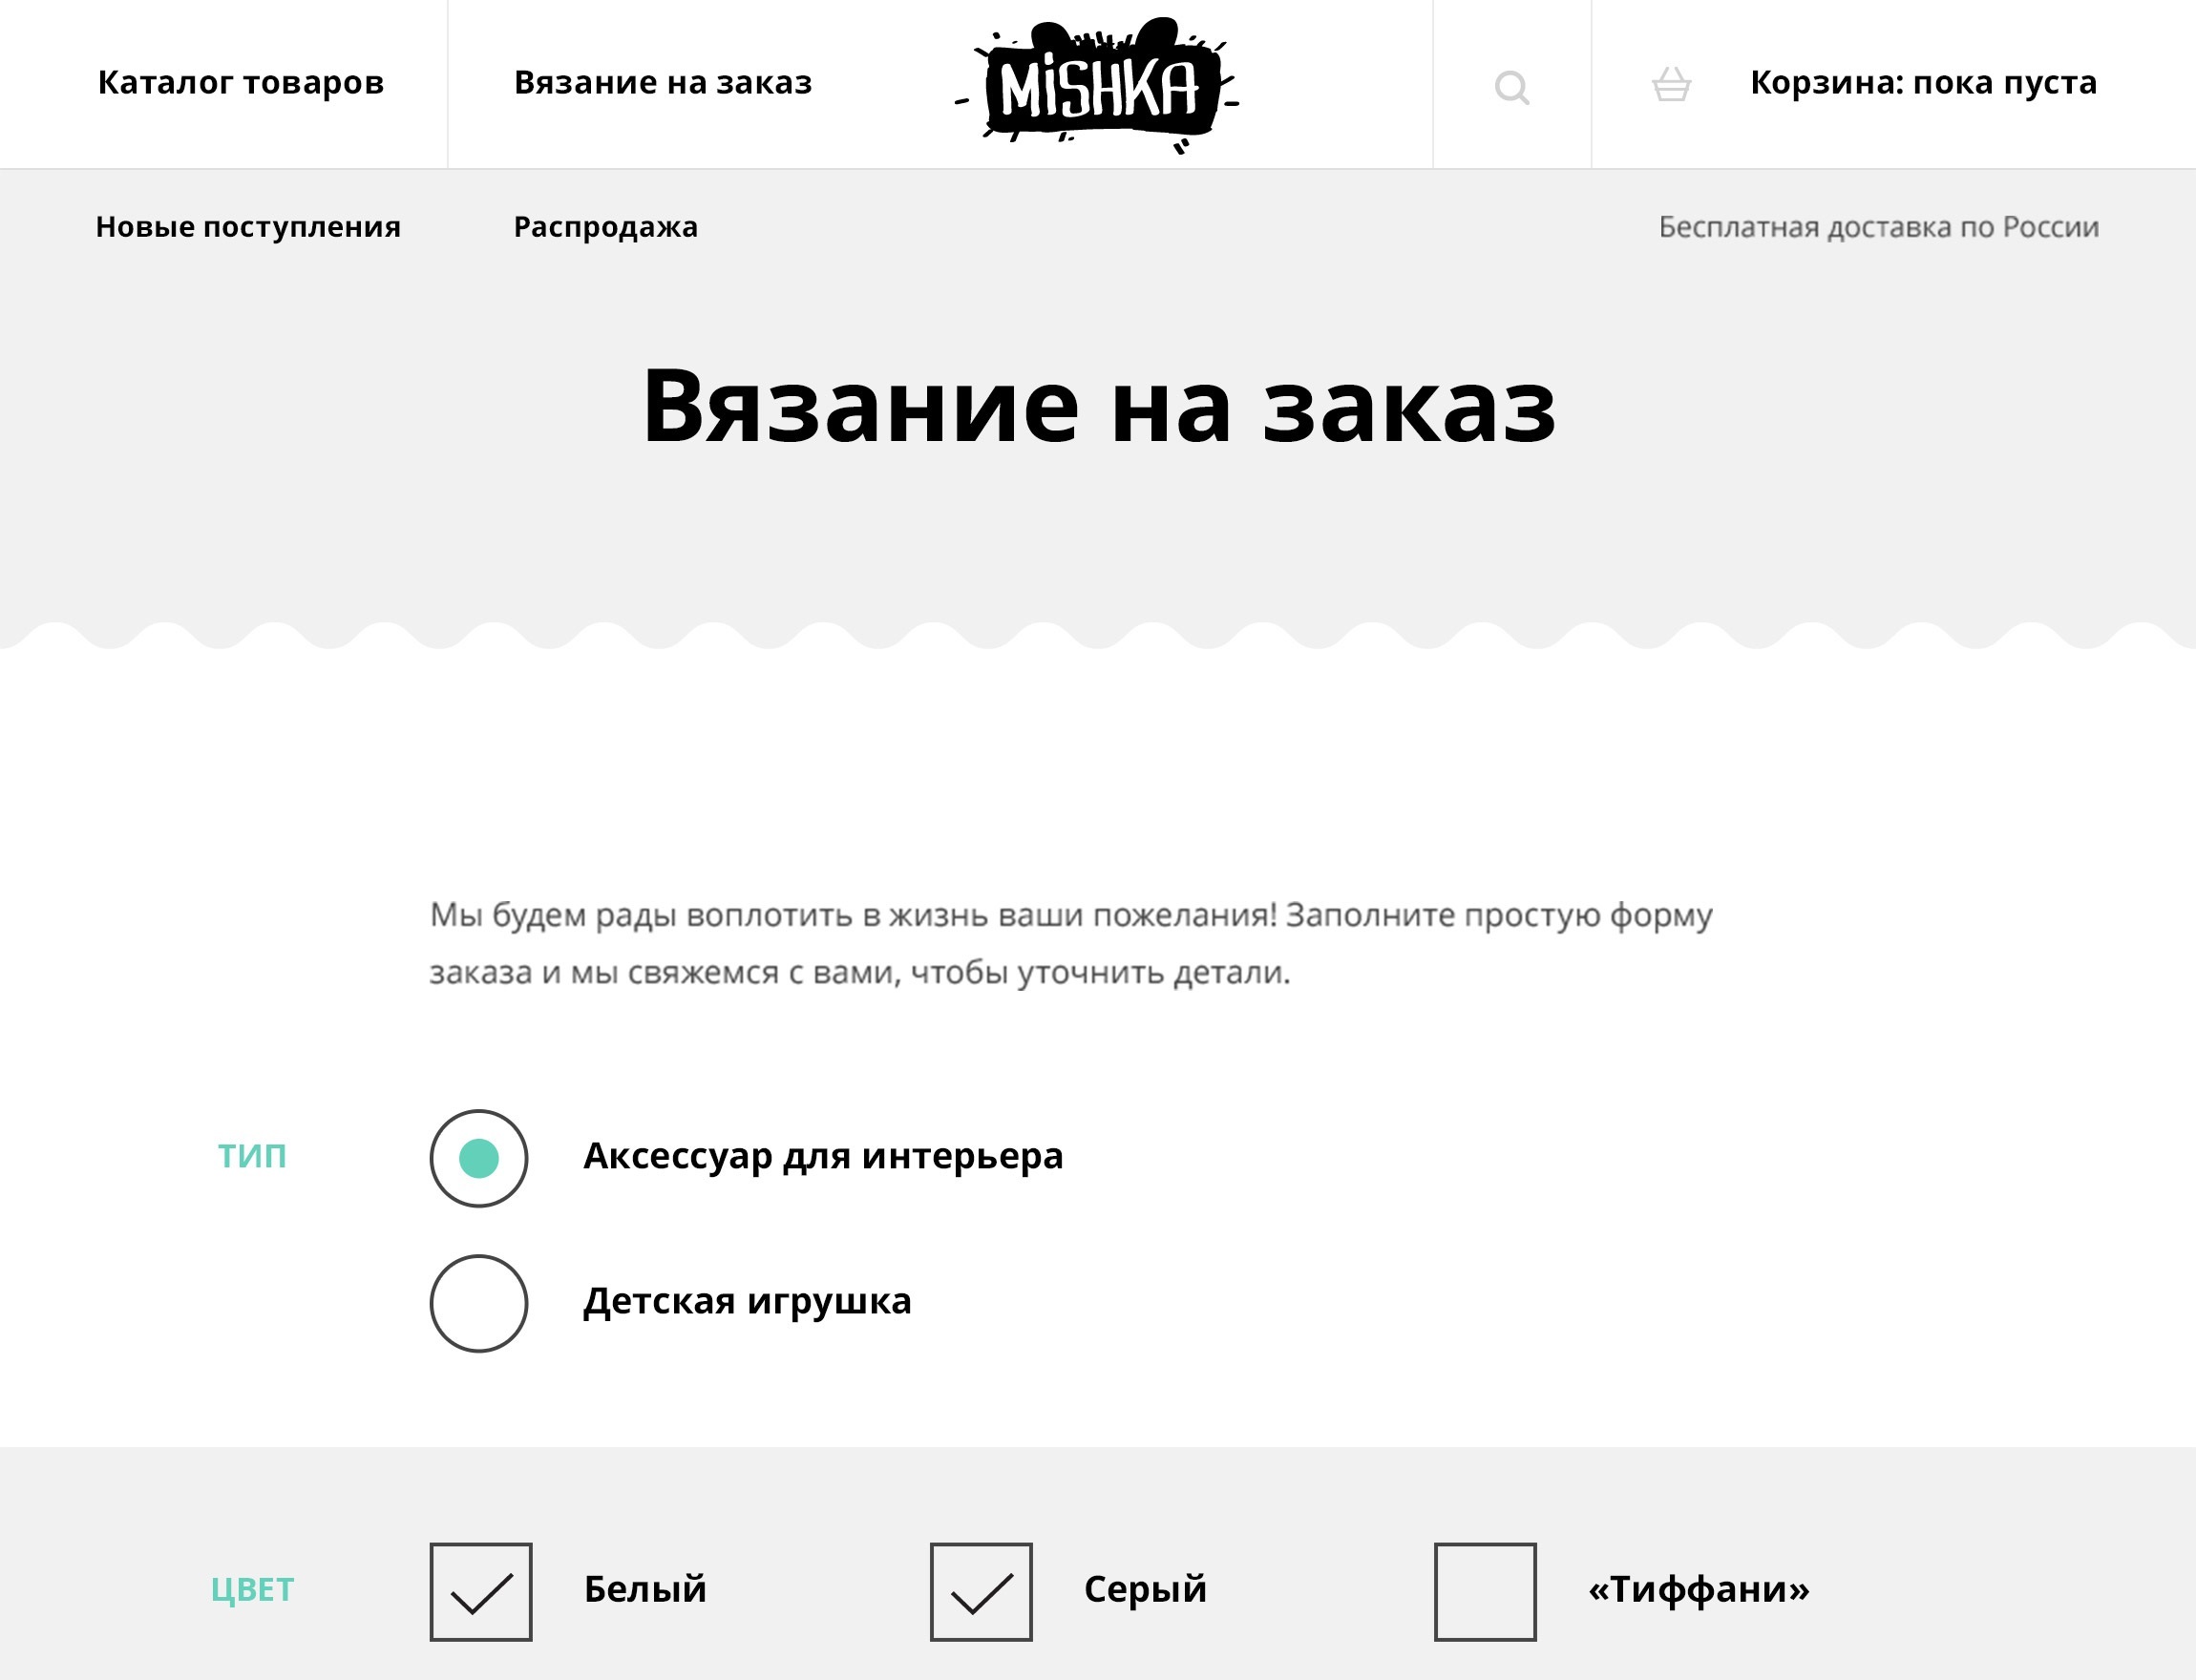 Каталог товаров
Вязание на заказ
MiSHKA
Корзина: пока пуста
Новые поступления
Распродажа
Бесплатная доставка по России
Вязание на заказ
Мы будем рады воплотить в жизнь ваши пожелания! Заполните простую форму
заказа и мы свяжемся с вами, чтобы уточнить детали.
ТИП
Аксессуар для интерьера
Детская игрушка
ЦВЕТ
Белый
Серый
«Тиффани»